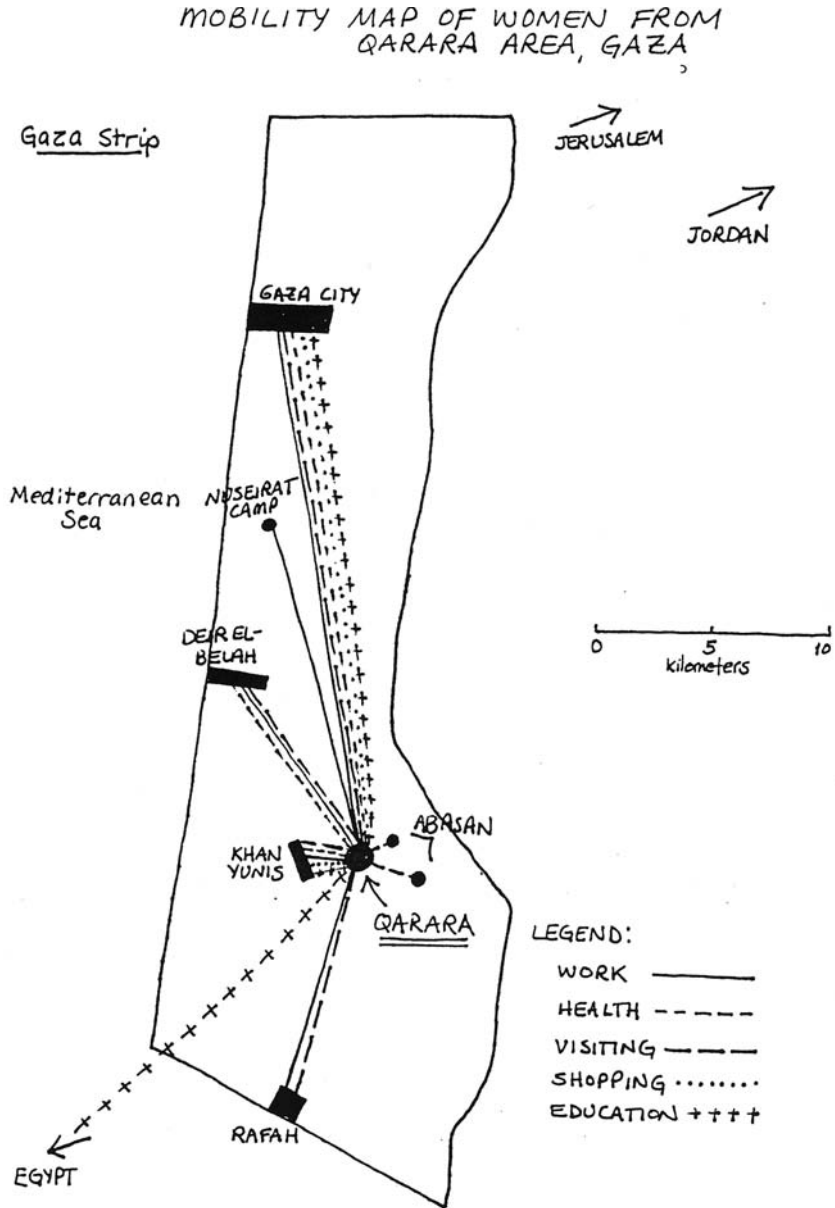 MOBILITY MAP OF WOMEN FROM
QARARA AREA, GAZA
Gaza Strip
JERUSALEM
JORDAN
GAZA CITY
Mediterranean
Sea
NUSEIRAT
CAMP
DEIR EL-
BELAH
0 5 10
kilometers
ABASAN
KHAN
YUNIS
QARARA
LEGEND:
WORK
HEALTH
VISITING
SHOPPING
EDUCATION
RAFAH
EGYPT